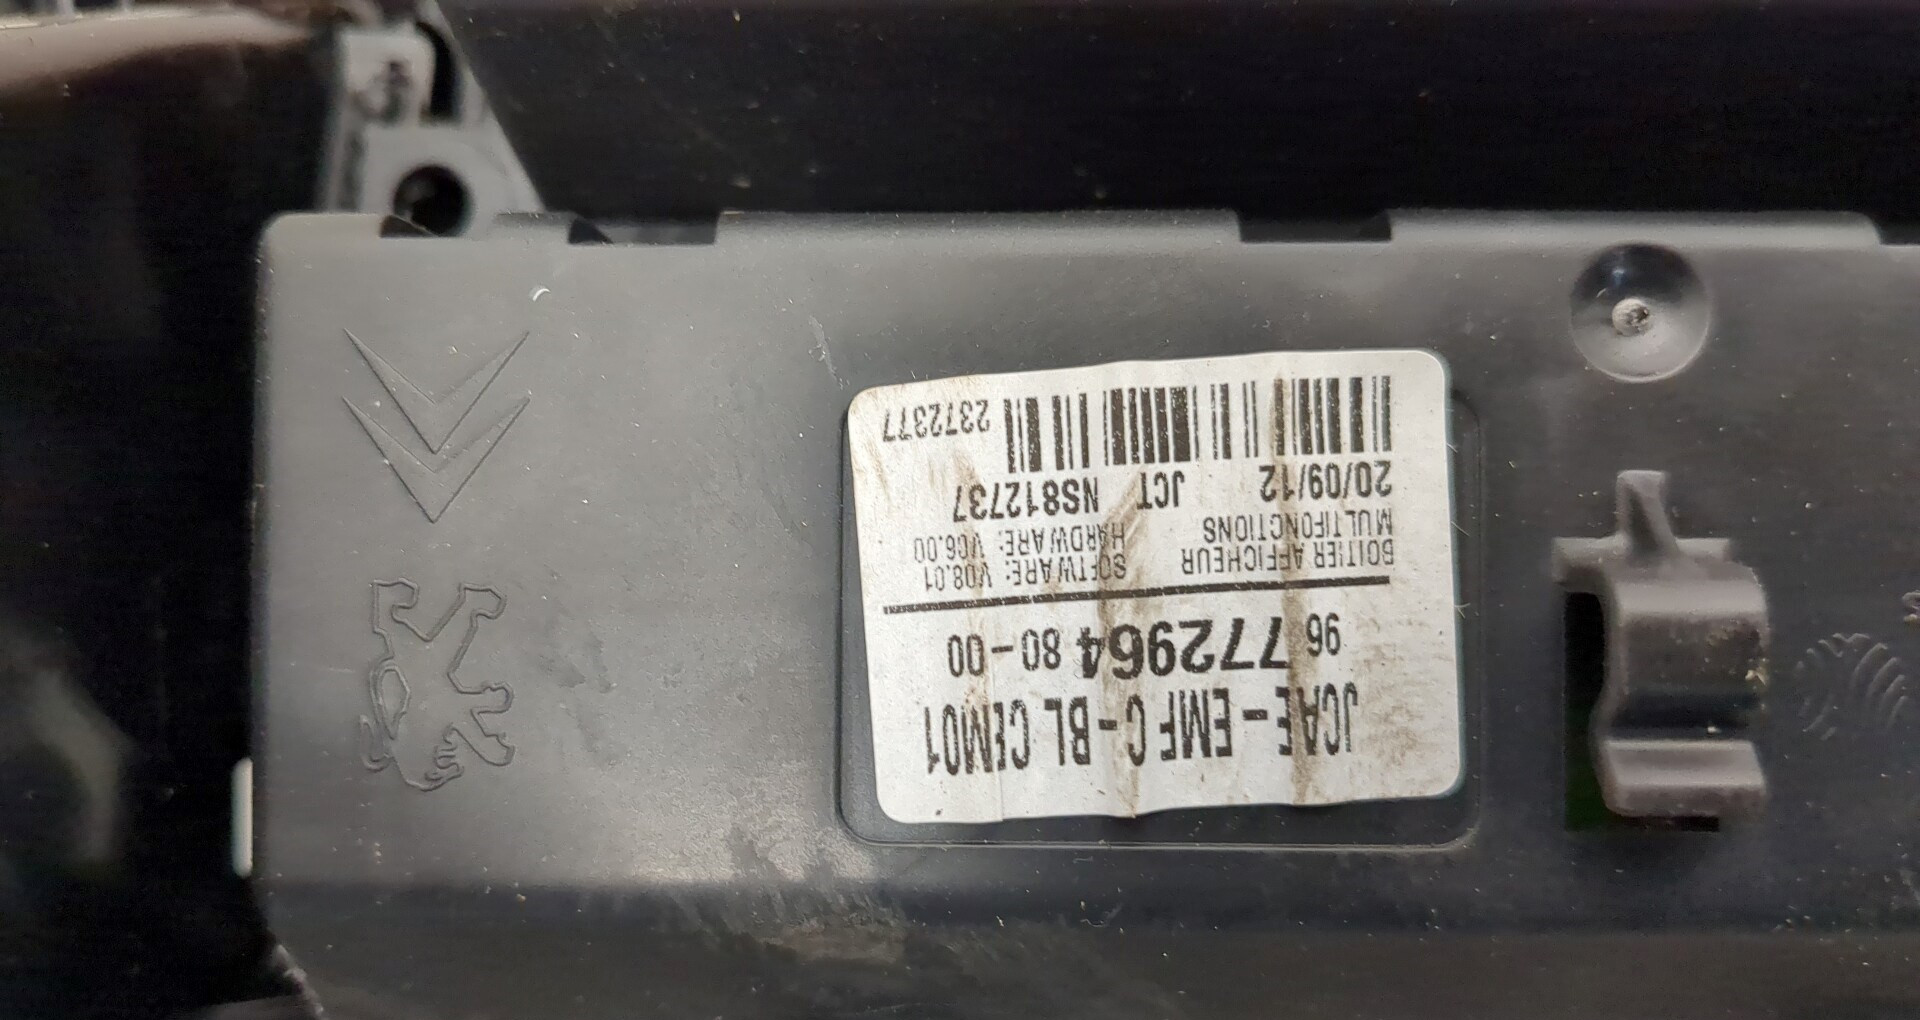 JCAE-EMF C-BL CEM01
96 772964 80-00
BOITIER AFFICHEUR SOFTWARE: V08.01
MULTIFONCTIONS HARDWARE: V06.00
20/09/12 JCT NS812737
2372377